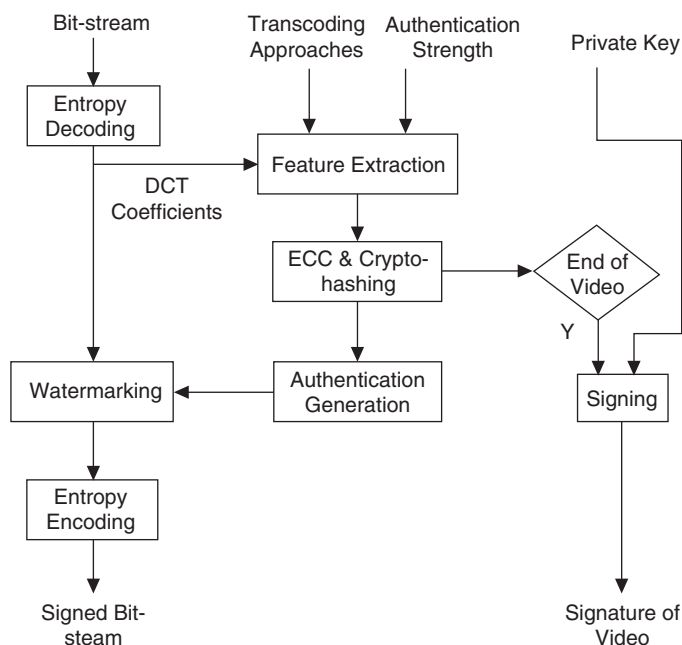 Bit-stream
Transcoding
Approaches
Authentication
Strength
Private Key
Entropy
Decoding
Feature Extraction
DCT
Coefficients
ECC & Crypto-
hashing
End of
Video
Y
Watermarking
Authentication
Generation
Signing
Entropy
Encoding
Signed Bit-
steam
Signature of
Video